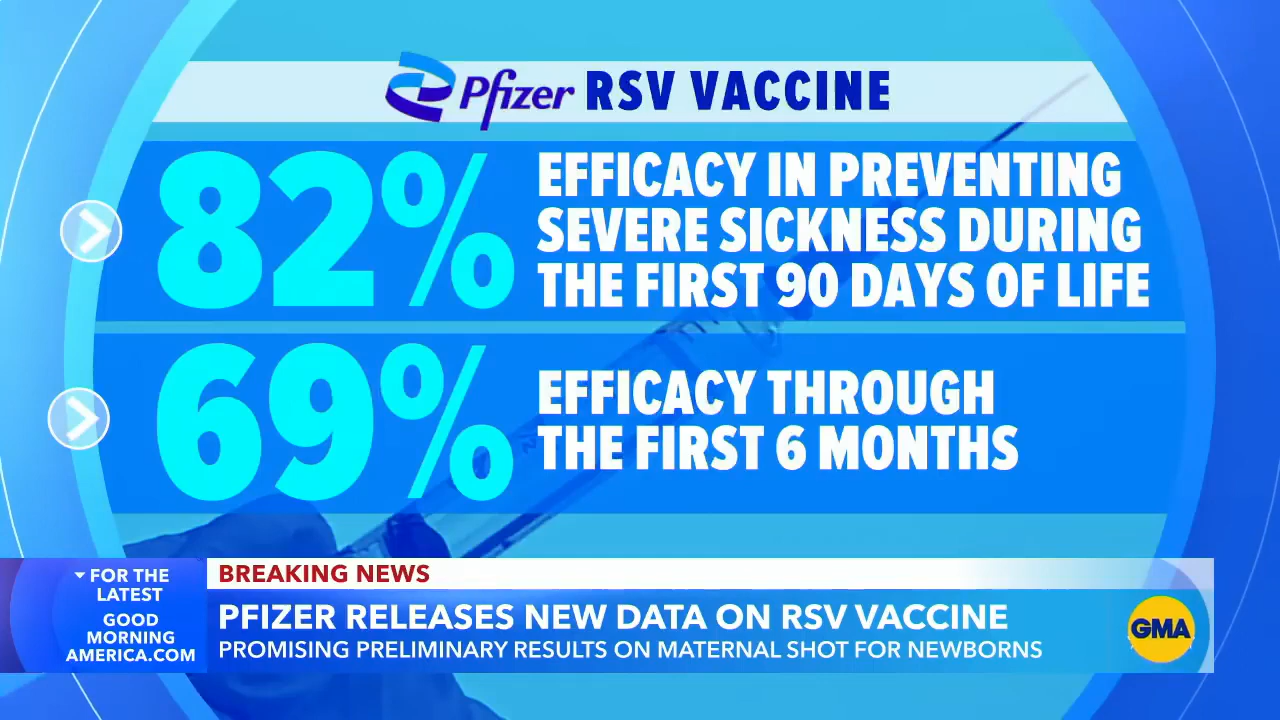 Pfizer RSV VACCINE
82%
EFFICACY IN PREVENTING
SEVERE SICKNESS DURING
THE FIRST 90 DAYS OF LIFE
69%
EFFICACY THROUGH
THE FIRST 6 MONTHS
FOR THE
LATEST
GOOD
MORNING
AMERICA.COM
BREAKING NEWS
PFIZER RELEASES NEW DATA ON RSV VACCINE
PROMISING PRELIMINARY RESULTS ON MATERNAL SHOT FOR NEWBORNS
GMA